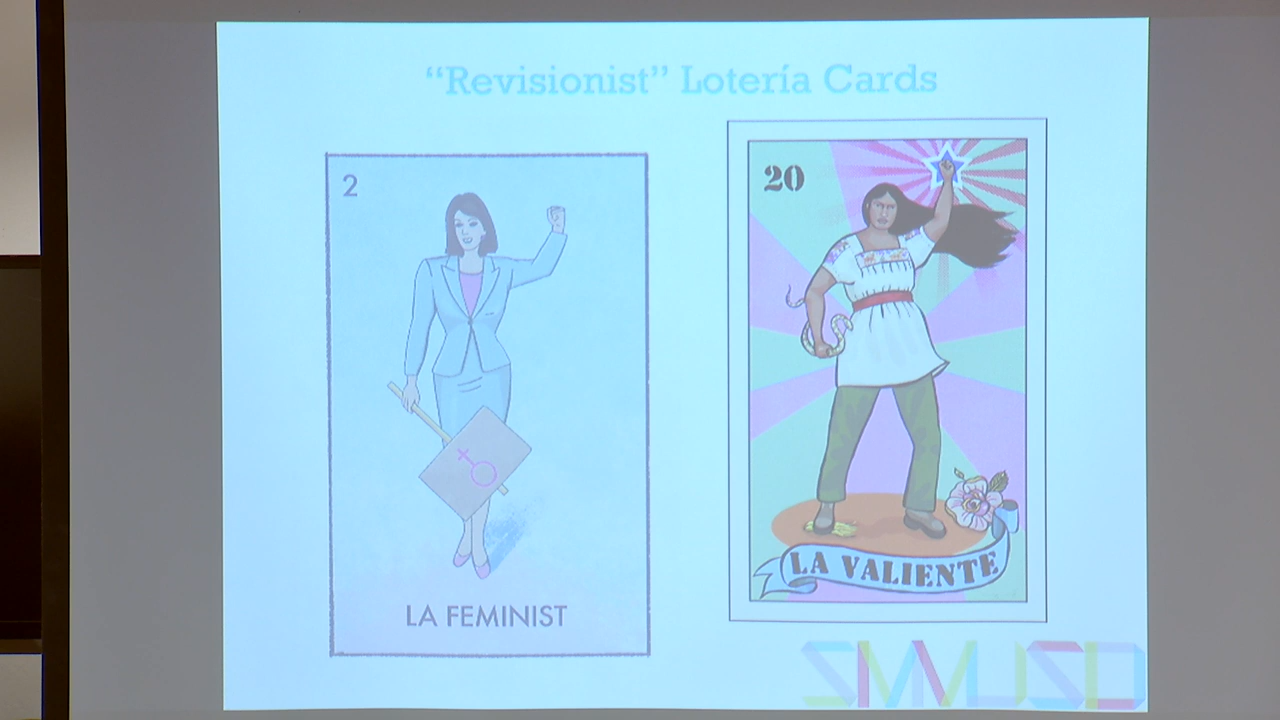 “Revisionist” Lotería Cards
2
LA FEMINIST
20
LA VALIENTE
SMMUSD